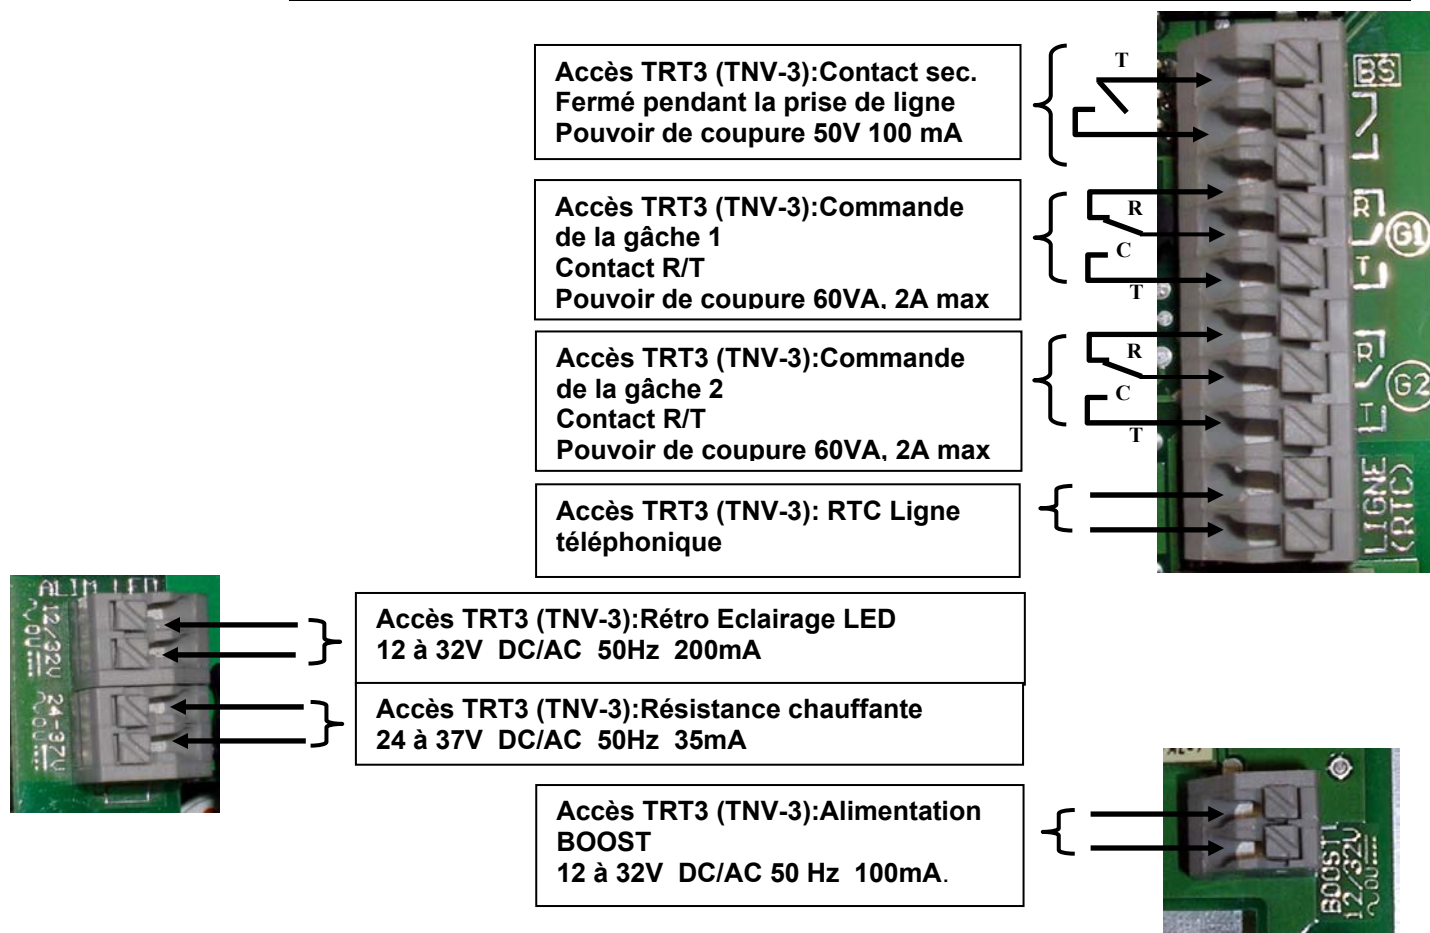 Accès TRT3 (TNV-3):Contact sec.
Fermé pendant la prise de ligne
Pouvoir de coupure 50V 100 mA
T
BS
Accès TRT3 (TNV-3):Commande
de la gâche 1
Contact R/T
Pouvoir de coupure 60VA, 2A max
R
C
T
R
G1
T
Accès TRT3 (TNV-3):Commande
de la gâche 2
Contact R/T
Pouvoir de coupure 60VA, 2A max
R
C
T
R
G2
T
Accès TRT3 (TNV-3): RTC Ligne
téléphonique
LIGNE
(RTC)
ALIM LED
12/32V
24-37V
Accès TRT3 (TNV-3):Rétro Eclairage LED
12 à 32V DC/AC 50Hz 200mA
Accès TRT3 (TNV-3):Résistance chauffante
24 à 37V DC/AC 50Hz 35mA
Accès TRT3 (TNV-3):Alimentation
BOOST
12 à 32V DC/AC 50 Hz 100mA.
BOOST
12/32V